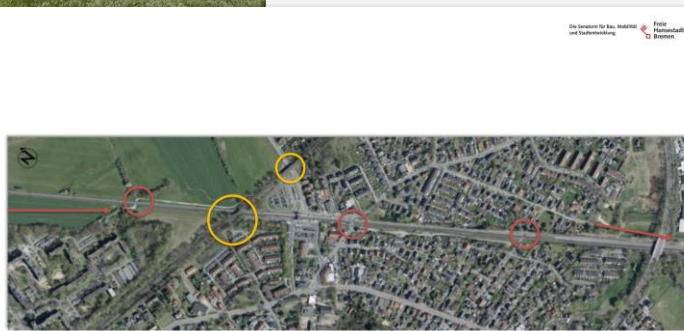 Die Senatorin für Bau, Mobilität
und Stadtentwicklung
Freie
Hansestadt
Bremen